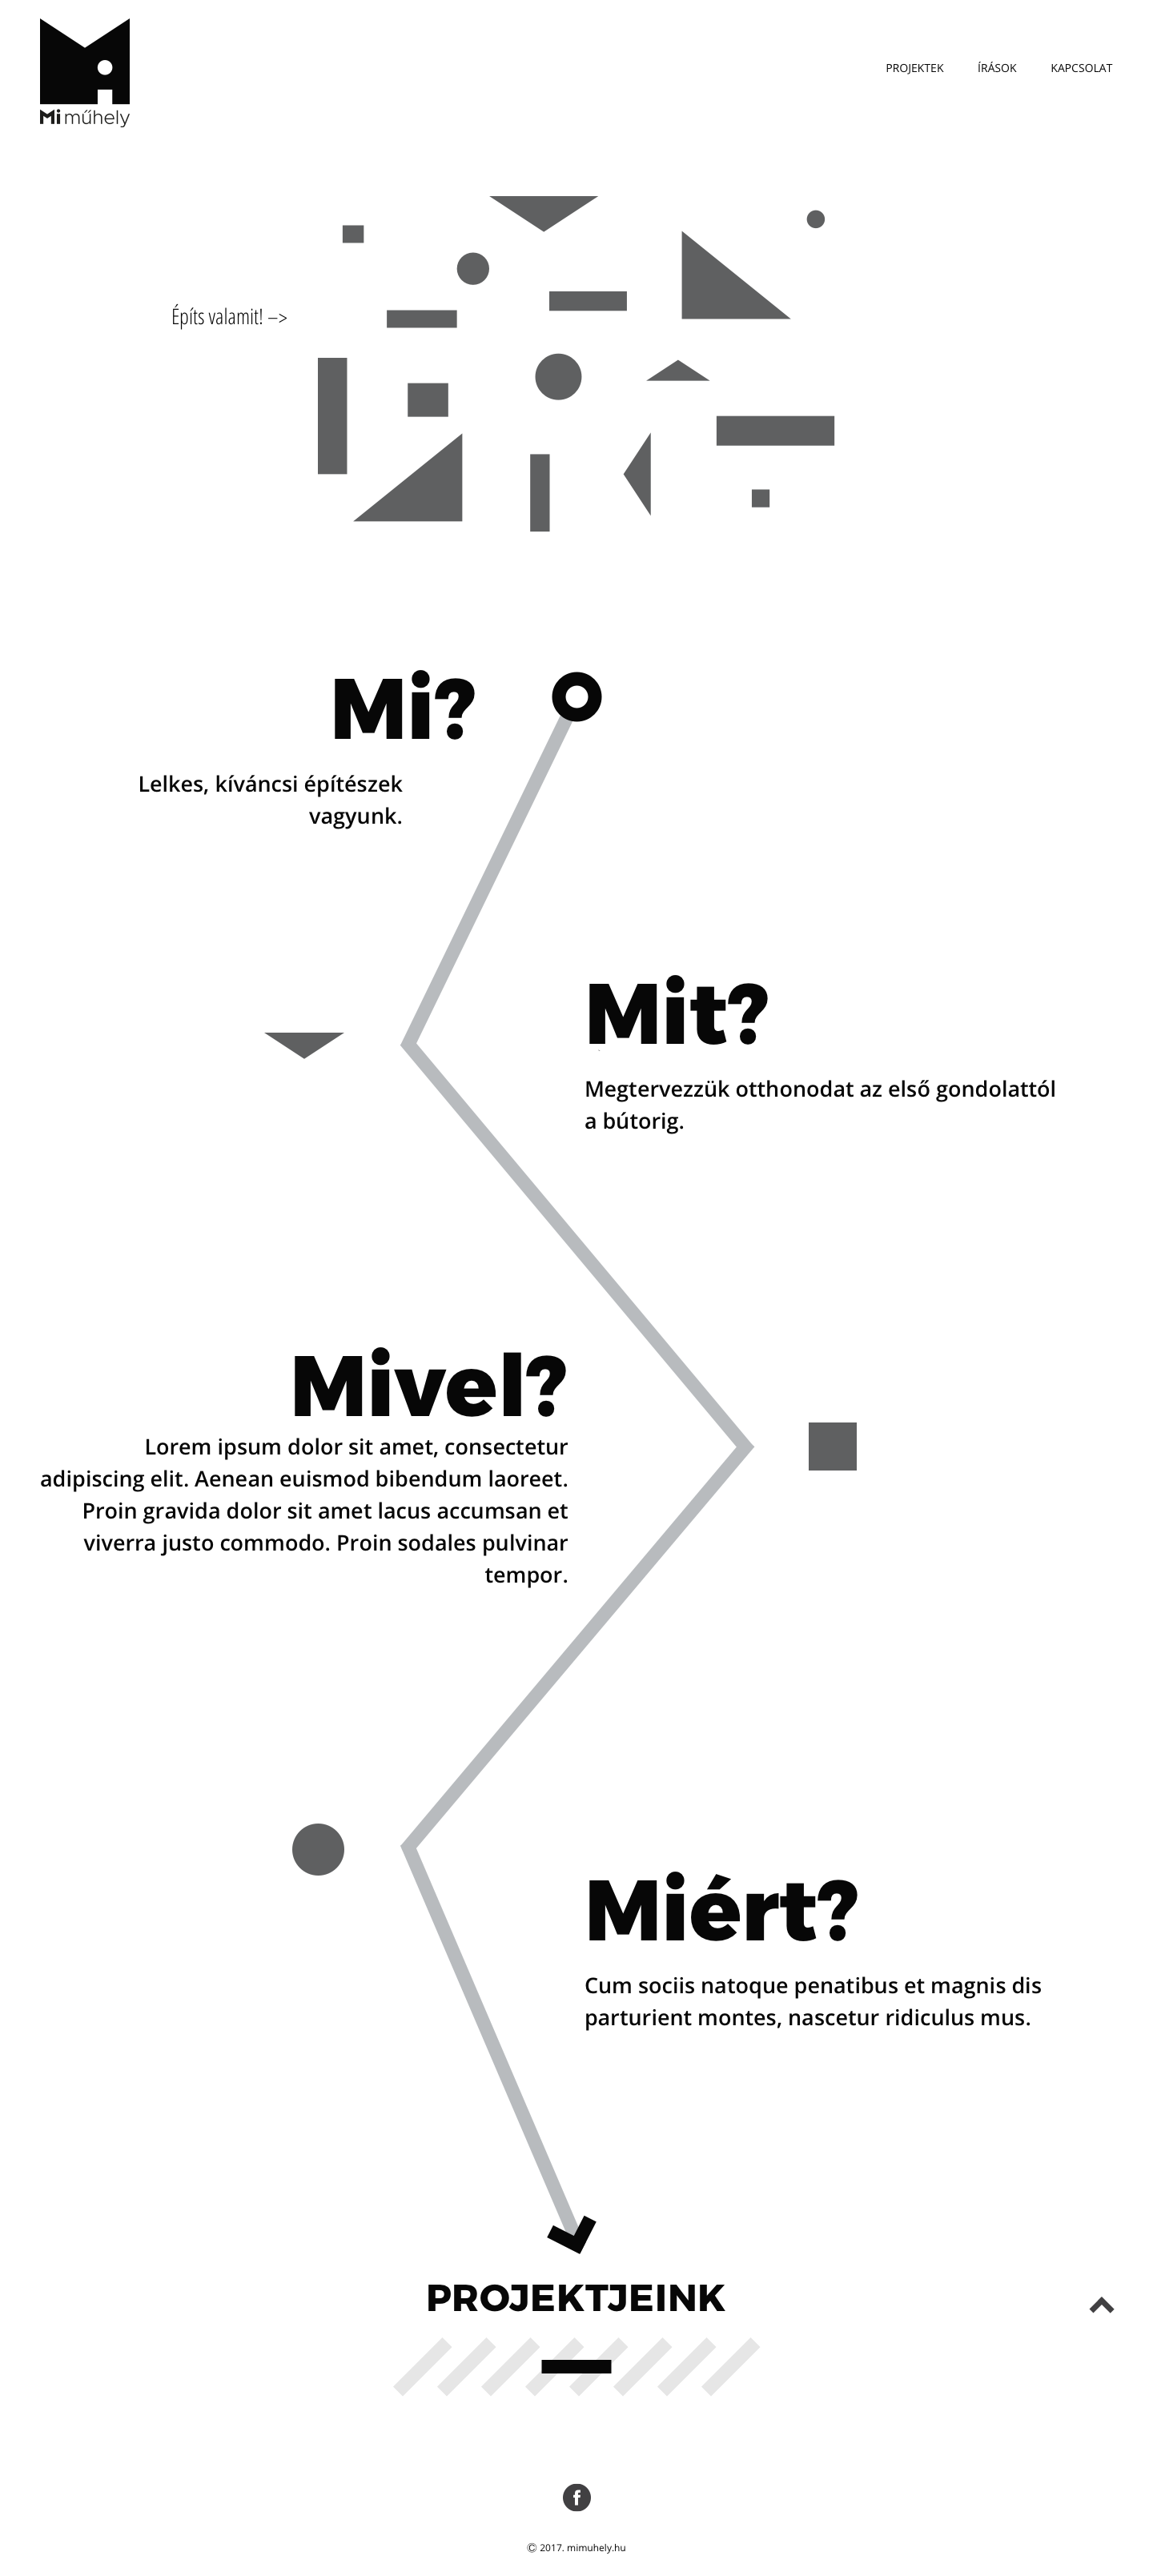 Mi műhely
PROJEKTEK ÍRÁSOK KAPCSOLAT
Építs valamit! –>
Mi?
Lelkes, kíváncsi építészek
vagyunk.
Mit?
Megtervezzük otthonodat az első gondolattól
a bútorig.
Mivel?
Lorem ipsum dolor sit amet, consectetur
adipiscing elit. Aenean euismod bibendum laoreet.
Proin gravida dolor sit amet lacus accumsan et
viverra justo commodo. Proin sodales pulvinar
tempor.
Miért?
Cum sociis natoque penatibus et magnis dis
parturient montes, nascetur ridiculus mus.
PROJEKTJEINK
© 2017. mimuhely.hu